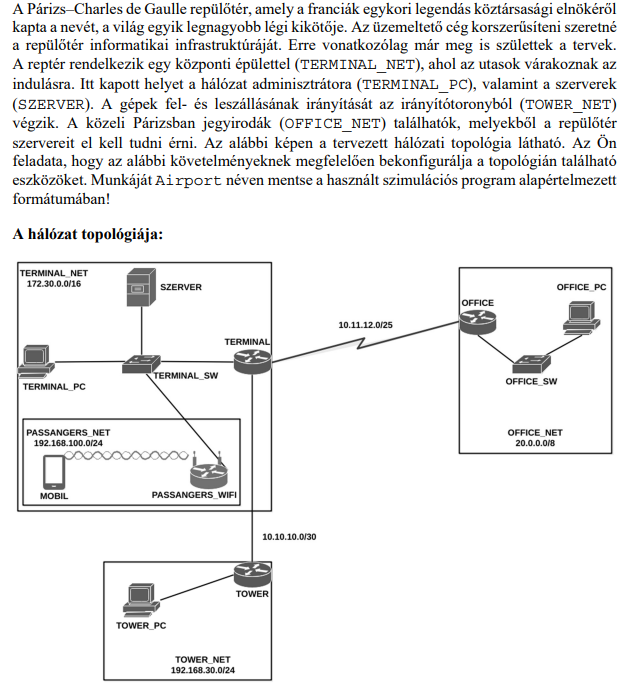 A Párizs–Charles de Gaulle repülőtér, amely a franciák egykori legendás köztársasági elnökéről
kapta a nevét, a világ egyik legnagyobb légi kikötője. Az üzemeltető cég korszerűsíteni szeretné
a repülőtér informatikai infrastruktúráját. Erre vonatkozólag már meg is születtek a tervek.
A reptér rendelkezik egy központi épülettel (TERMINAL_NET), ahol az utasok várakoznak az
indulásra. Itt kapott helyet a hálózat adminisztrátora (TERMINAL_PC), valamint a szerverek
(SZERVER). A gépek fel- és leszállásának irányítását az irányítótoronyból (TOWER_NET)
végzik. A közeli Párizsban jegyirodák (OFFICE_NET) találhatók, melyekből a repülőtér
szervereit el kell tudni érni. Az alábbi képen a tervezett hálózati topológia látható. Az Ön
feladata, hogy az alábbi követelményeknek megfelelően bekonfigurálja a topológián található
eszközöket. Munkáját Airport néven mentse a használt szimulációs program alapértelmezett
formátumában!
A hálózat topológiája:
TERMINAL_NET
172.30.0.0/16
SZERVER
TERMINAL
TERMINAL_PC
TERMINAL_SW
PASSANGERS_NET
192.168.100.0/24
MOBIL
PASSANGERS_WIFI
10.11.12.0/25
OFFICE
OFFICE_PC
OFFICE_SW
OFFICE_NET
20.0.0.0/8
10.10.10.0/30
TOWER
TOWER_PC
TOWER_NET
192.168.30.0/24